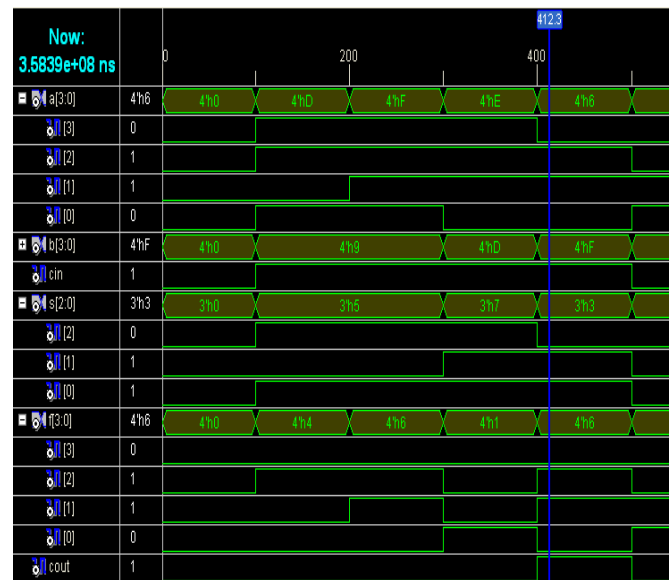 Now:
3.5839e+08 ns
412.3
0 200 400
a[3:0] 4'h6 4'h0 4'hD 4'hF 4'hE 4'h6
[3] 0
[2] 1
[1] 1
[0] 0
b[3:0] 4'hF 4'h0 4'h9 4'hD 4'hF
cin 1
s[2:0] 3'h3 3'h0 3'h5 3'h7 3'h3
[2] 0
[1] 1
[0] 1
f[3:0] 4'h6 4'h0 4'h4 4'h6 4'h1 4'h6
[3] 0
[2] 1
[1] 1
[0] 0
cout 1